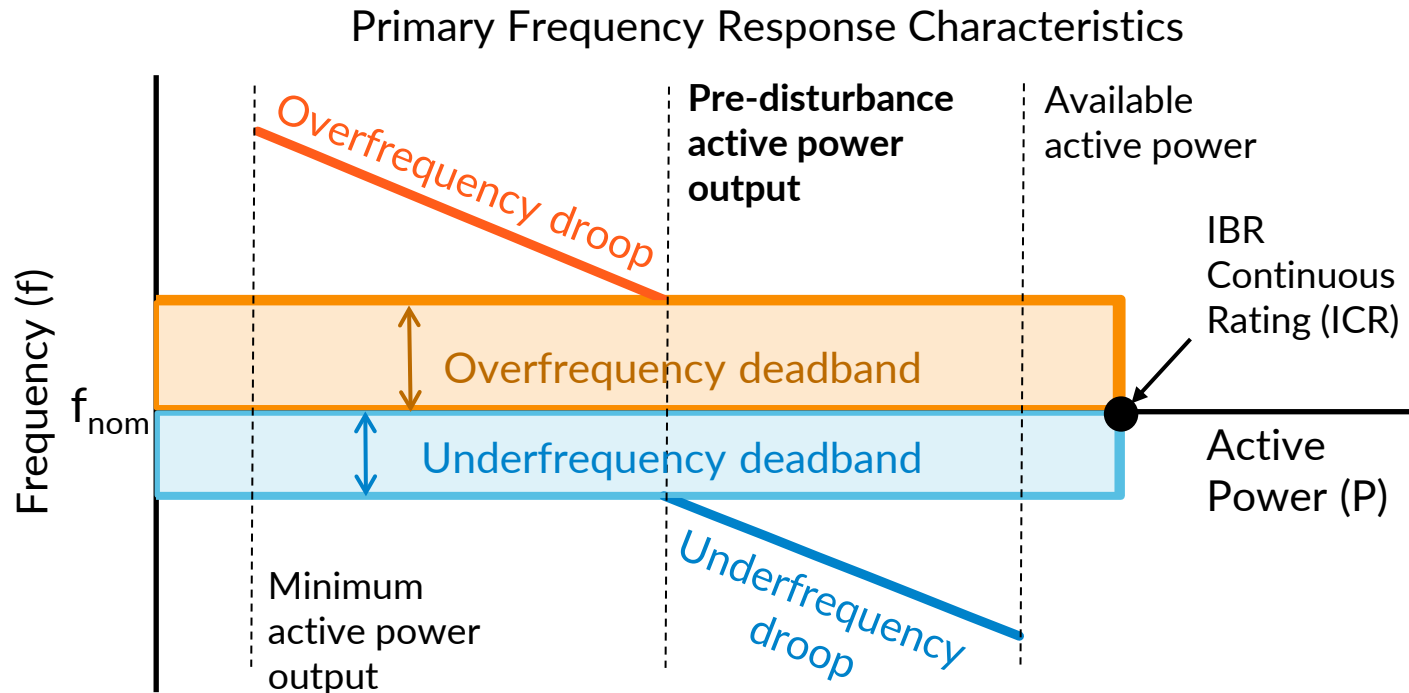 Primary Frequency Response Characteristics
Overfrequency droop
Pre-disturbance
active power
output
Available
active power
IBR
Continuous
Rating (ICR)
Frequency (f)
Overfrequency deadband
fnom
Underfrequency deadband
Active
Power (P)
Underfrequency
droop
Minimum
active power
output